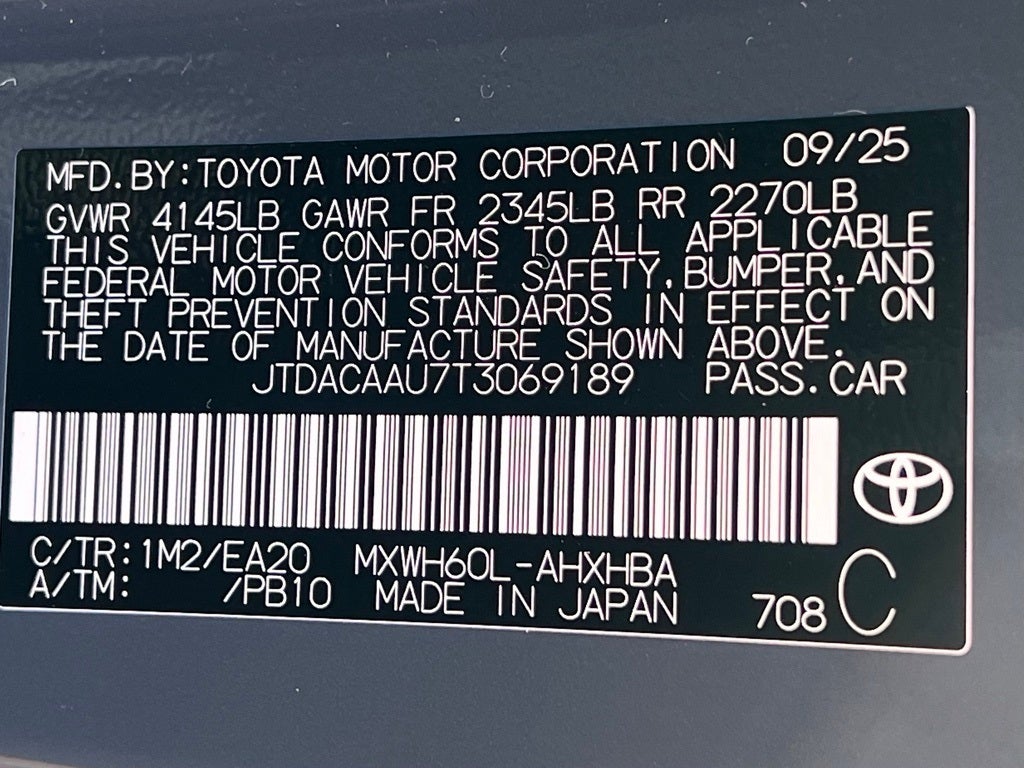 MFD.BY:TOYOTA MOTOR CORPORATION 09/25
GVWR 4145LB GAWR FR 2345LB RR 2270LB
THIS VEHICLE CONFORMS TO ALL APPLICABLE
FEDERAL MOTOR VEHICLE SAFETY,BUMPER,AND
THEFT PREVENTION STANDARDS IN EFFECT ON
THE DATE OF MANUFACTURE SHOWN ABOVE.
JTDACAAU7T3069189 PASS.CAR
C/TR:1M2/EA20 MXWH60L-AHXHBA
A/TM: /PB10 MADE IN JAPAN 708 C